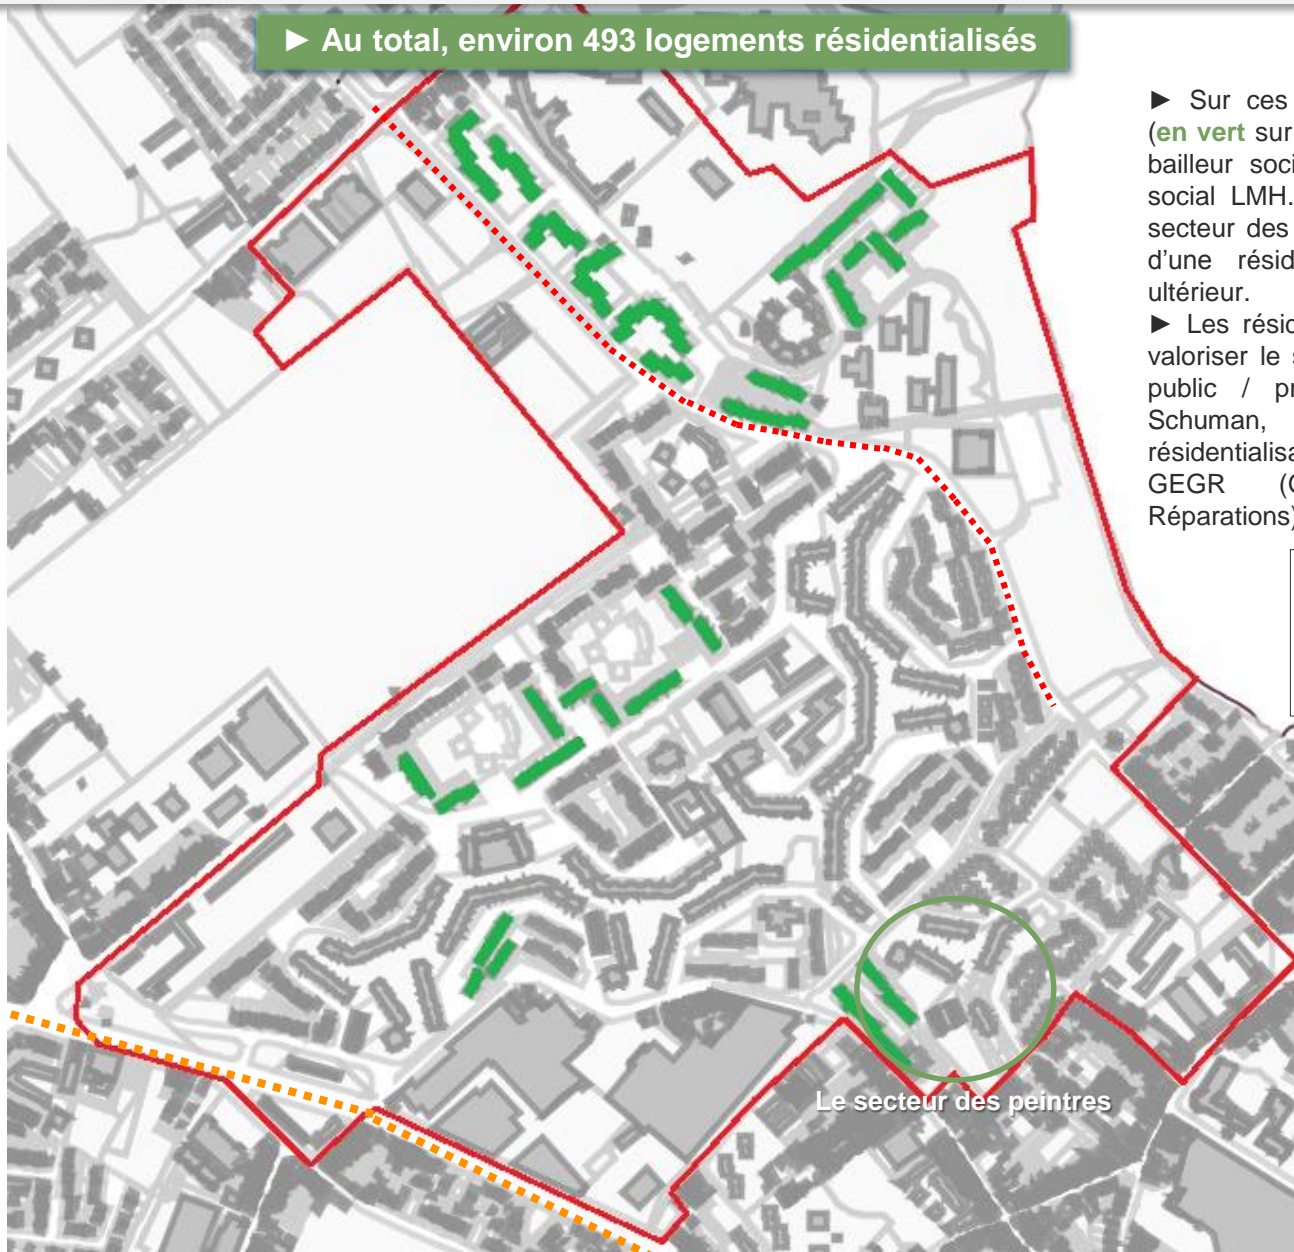 ► Au total, environ 493 logements résidentialisés
► Sur ces
(en vert sur
bailleur soci
social LMH.
secteur des
d'une résid
ultérieur.
► Les résid
valoriser le s
public / pr
Schuman,
résidentialisa
GEGR (G
Réparations)
Le secteur des peintres